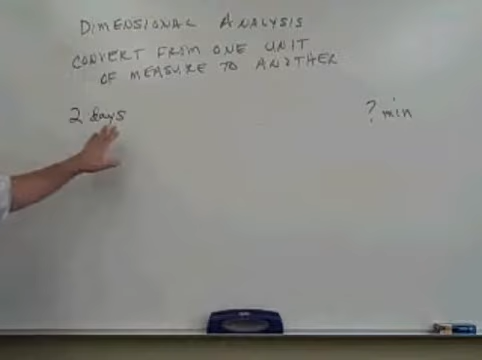 DIMENSIONAL ANALYSIS
CONVERT FROM ONE UNIT
OF MEASURE TO ANOTHER
2 days ? min